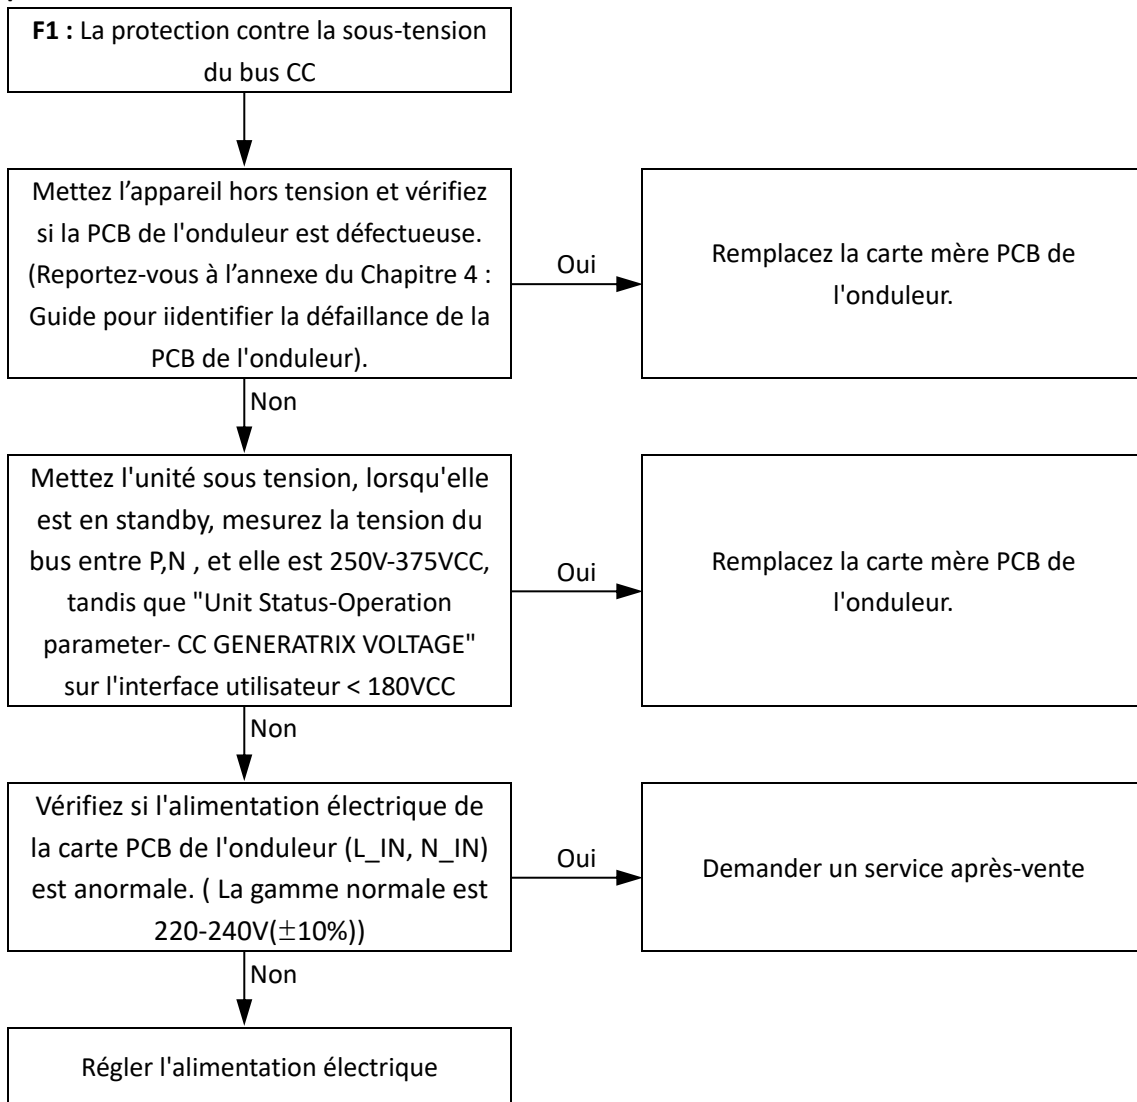 F1 : La protection contre la sous-tension
du bus CC
Mettez l’appareil hors tension et vérifiez
si la PCB de l'onduleur est défectueuse.
(Reportez-vous à l’annexe du Chapitre 4 :
Guide pour iidentifier la défaillance de la
PCB de l'onduleur).
Oui
Remplacez la carte mère PCB de
l'onduleur.
Non
Mettez l'unité sous tension, lorsqu'elle
est en standby, mesurez la tension du
bus entre P,N , et elle est 250V-375VCC,
tandis que "Unit Status-Operation
parameter- CC GENERATRIX VOLTAGE"
sur l'interface utilisateur < 180VCC
Oui
Remplacez la carte mère PCB de
l'onduleur.
Non
Vérifiez si l'alimentation électrique de
la carte PCB de l'onduleur (L_IN, N_IN)
est anormale. ( La gamme normale est
220-240V(±10%))
Oui
Demander un service après-vente
Non
Régler l'alimentation électrique